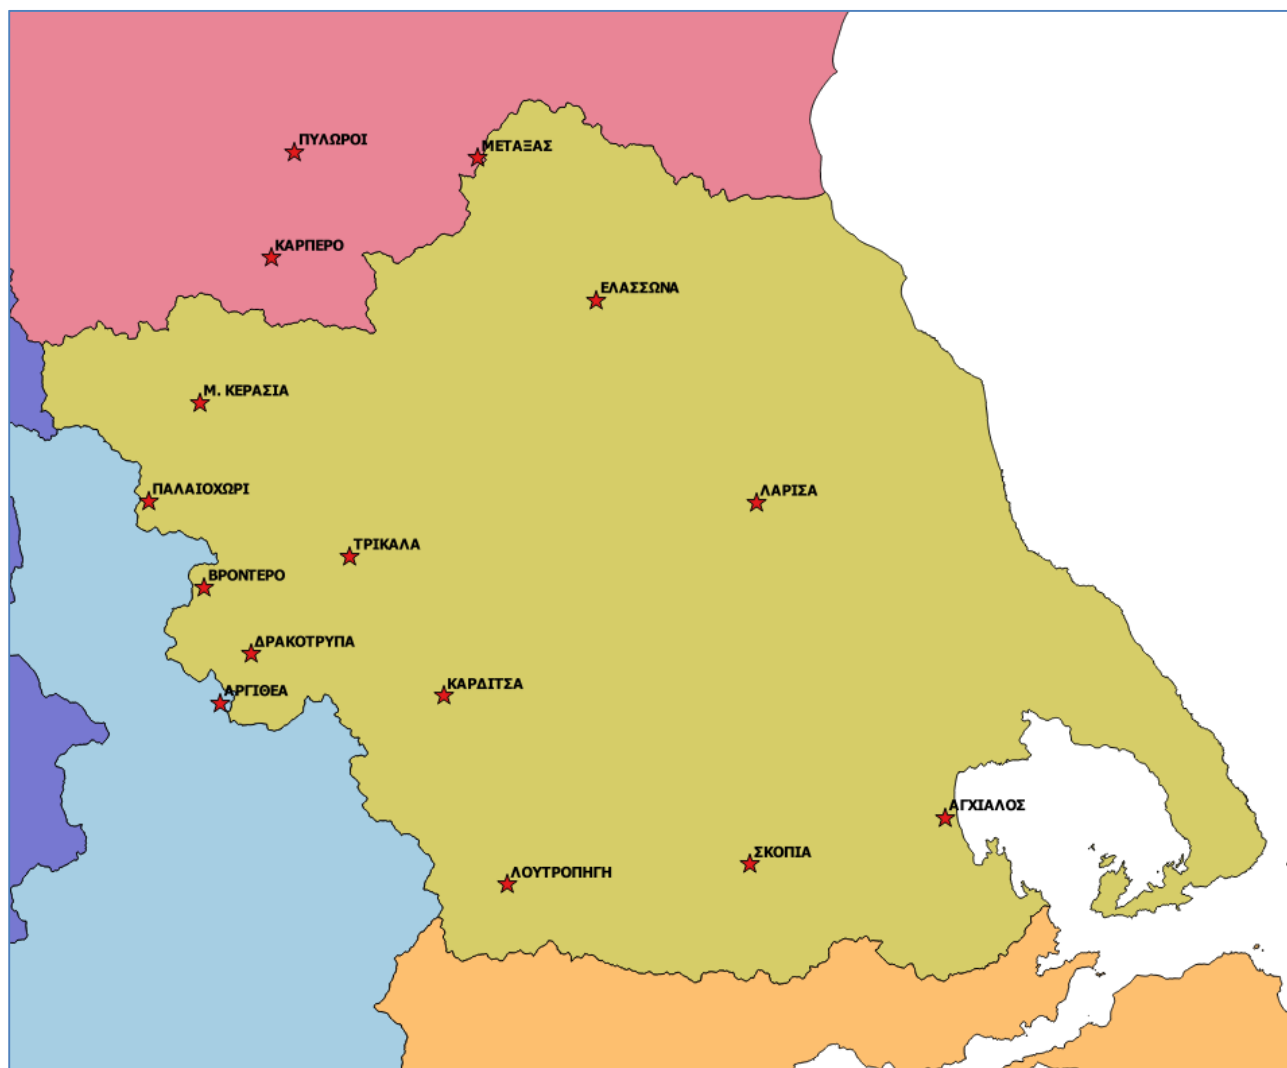 ΠΥΛΩΡΟΙ
ΜΕΤΑΞΑΣ
ΚΑΡΠΕΡΟ
ΕΛΑΣΣΩΝΑ
Μ. ΚΕΡΑΣΙΑ
ΠΑΛΑΙΟΧΩΡΙ
ΛΑΡΙΣΑ
ΤΡΙΚΑΛΑ
ΒΡΟΝΤΕΡΟ
ΔΡΑΚΟΤΡΥΠΑ
ΑΡΓΙΘΕΑ
ΚΑΡΔΙΤΣΑ
ΑΓΧΙΑΛΟΣ
ΣΚΟΠΙΑ
ΛΟΥΤΡΟΠΗΓΗ